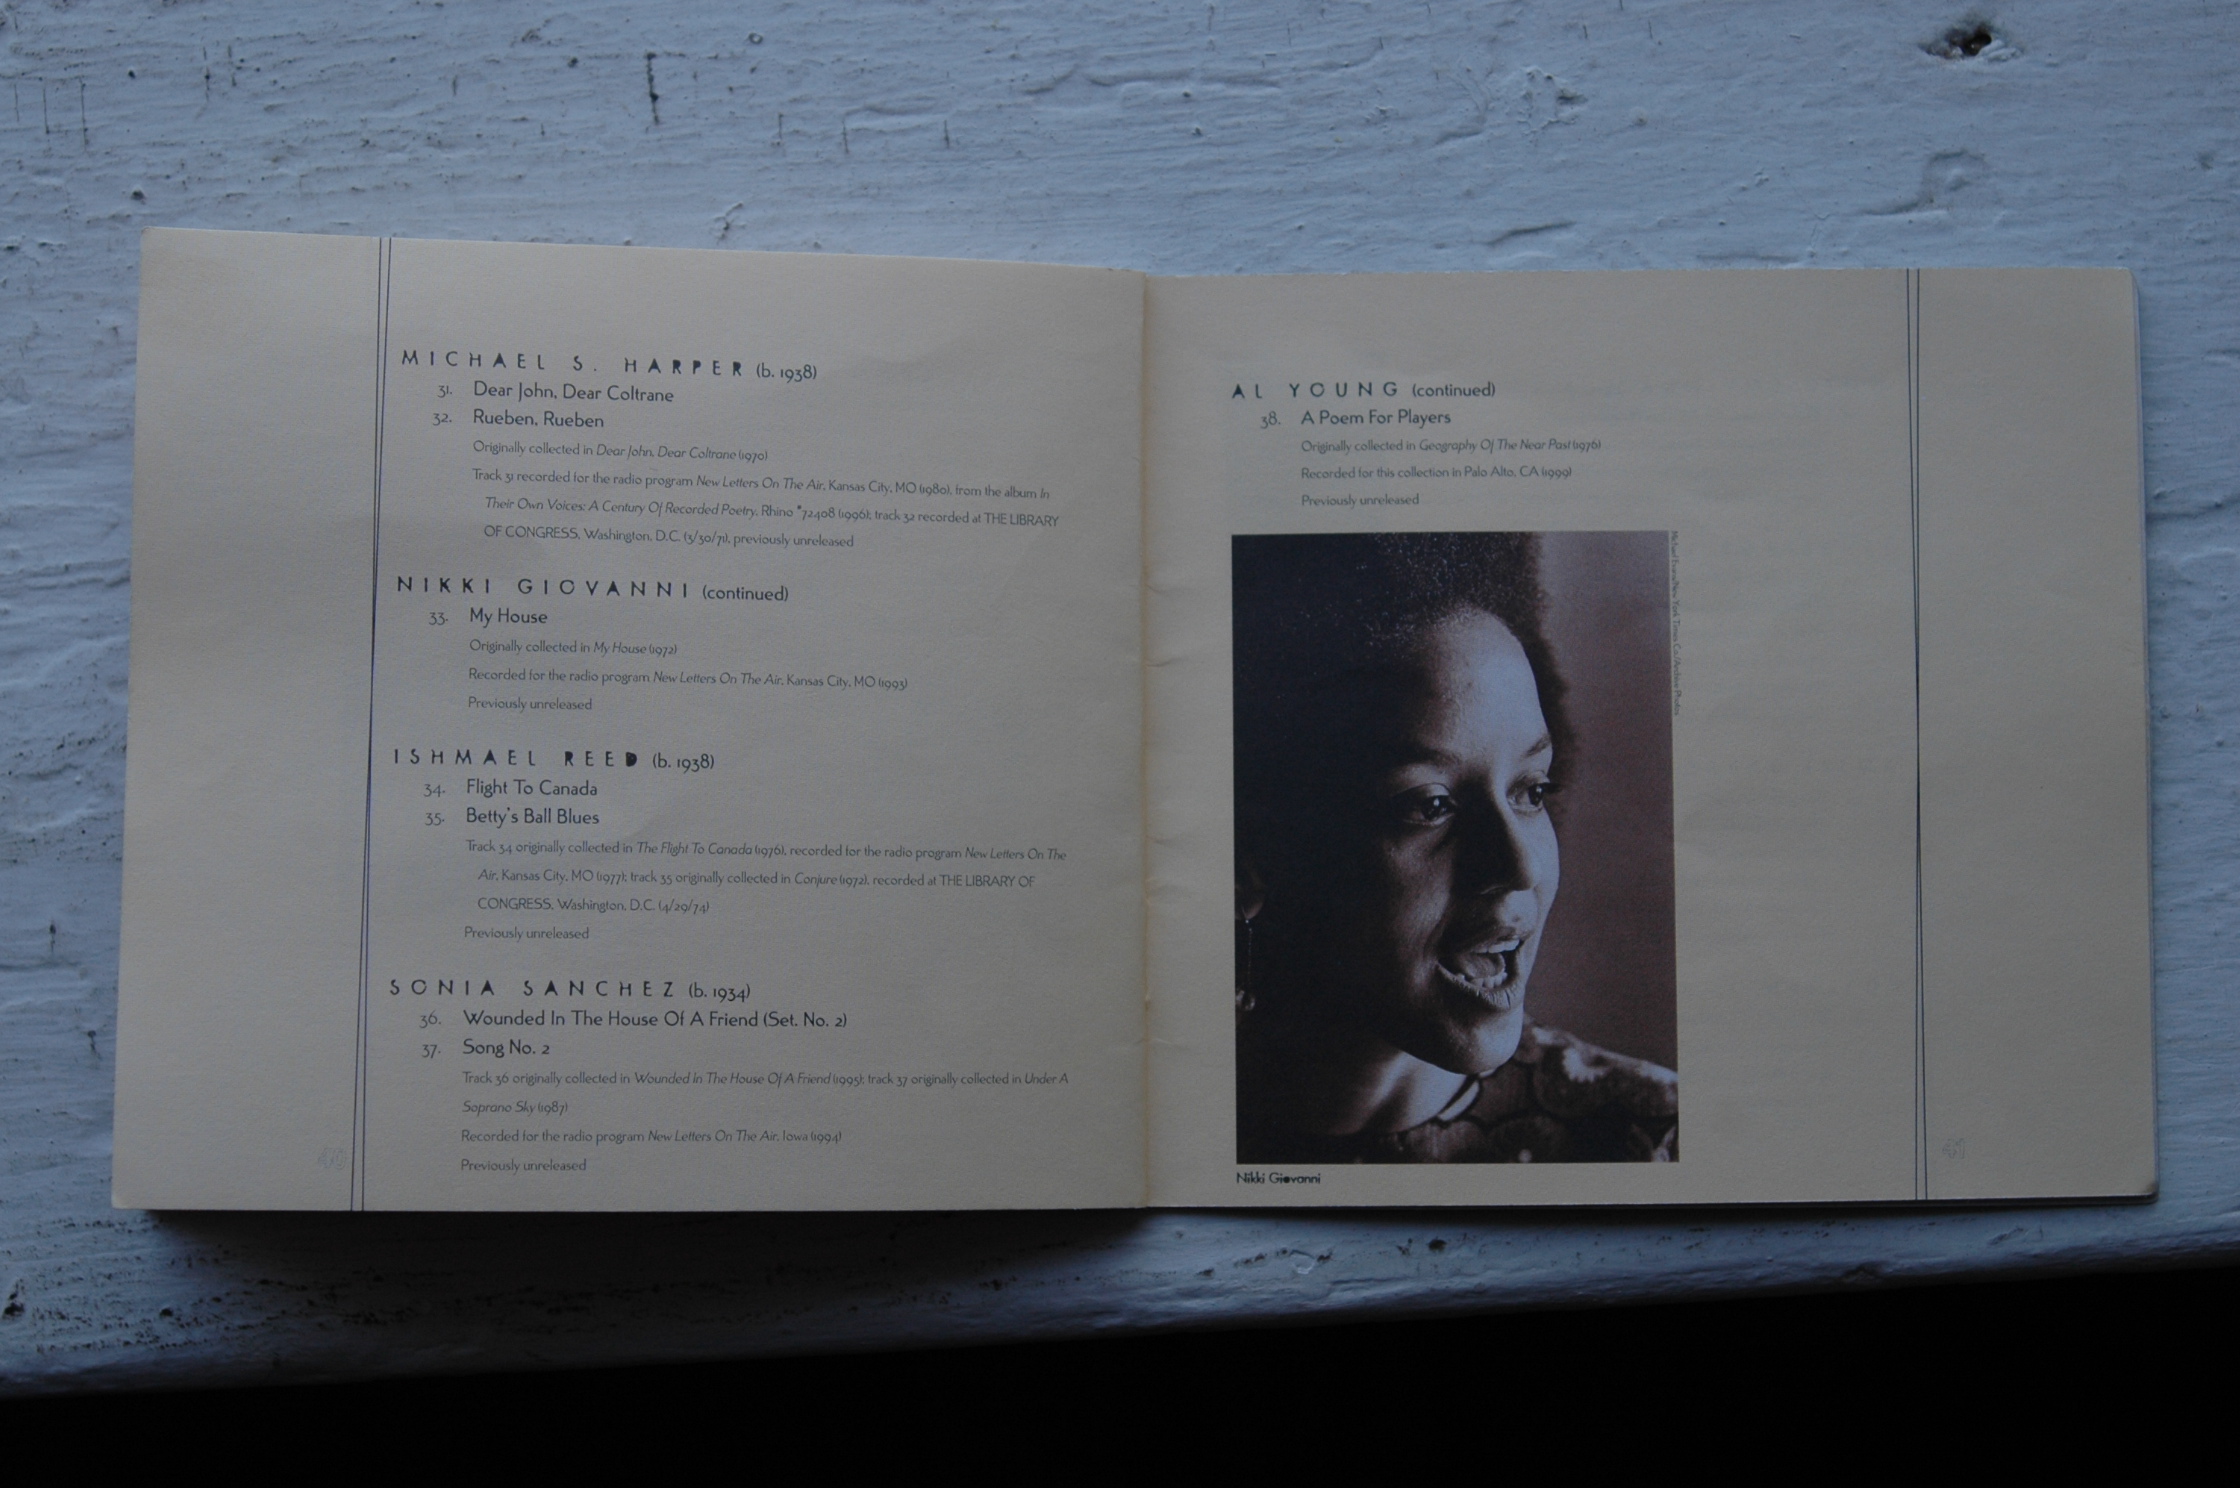 MICHAEL S. HARPER (b. 1938)
31. Dear John, Dear Coltrane
32. Rueben, Rueben
Originally collected in Dear John, Dear Coltrane (1970)
Track 31 recorded for the radio program New Letters On The Air, Kansas City, MO (1980), from the album In
Their Own Voices: A Century Of Recorded Poetry, Rhino #72408 (1996); track 32 recorded at THE LIBRARY
OF CONGRESS, Washington, D.C. (3/30/71), previously unreleased
NIKKI GIOVANNI (continued)
33. My House
Originally collected in My House (1972)
Recorded for the radio program New Letters On The Air, Kansas City, MO (1993)
Previously unreleased
ISHMAEL REED (b. 1938)
34. Flight To Canada
35. Betty's Ball Blues
Track 34 originally collected in The Flight To Canada (1976), recorded for the radio program New Letters On The
Air, Kansas City, MO (1977); track 35 originally collected in Conjure (1972), recorded at THE LIBRARY OF
CONGRESS, Washington, D.C. (4/29/74)
Previously unreleased
SONIA SANCHEZ (b. 1934)
36. Wounded In The House Of A Friend (Set. No. 2)
37. Song No. 2
Track 36 originally collected in Wounded In The House Of A Friend (1995); track 37 originally collected in Under A
Soprano Sky (1987)
Recorded for the radio program New Letters On The Air, Iowa (1994)
Previously unreleased
40
AL YOUNG (continued)
38. A Poem For Players
Originally collected in Geography Of The Near Past (1976)
Recorded for this collection in Palo Alto, CA (1999)
Previously unreleased
New York Times Co./Archive Photos
Nikki Giovanni
41